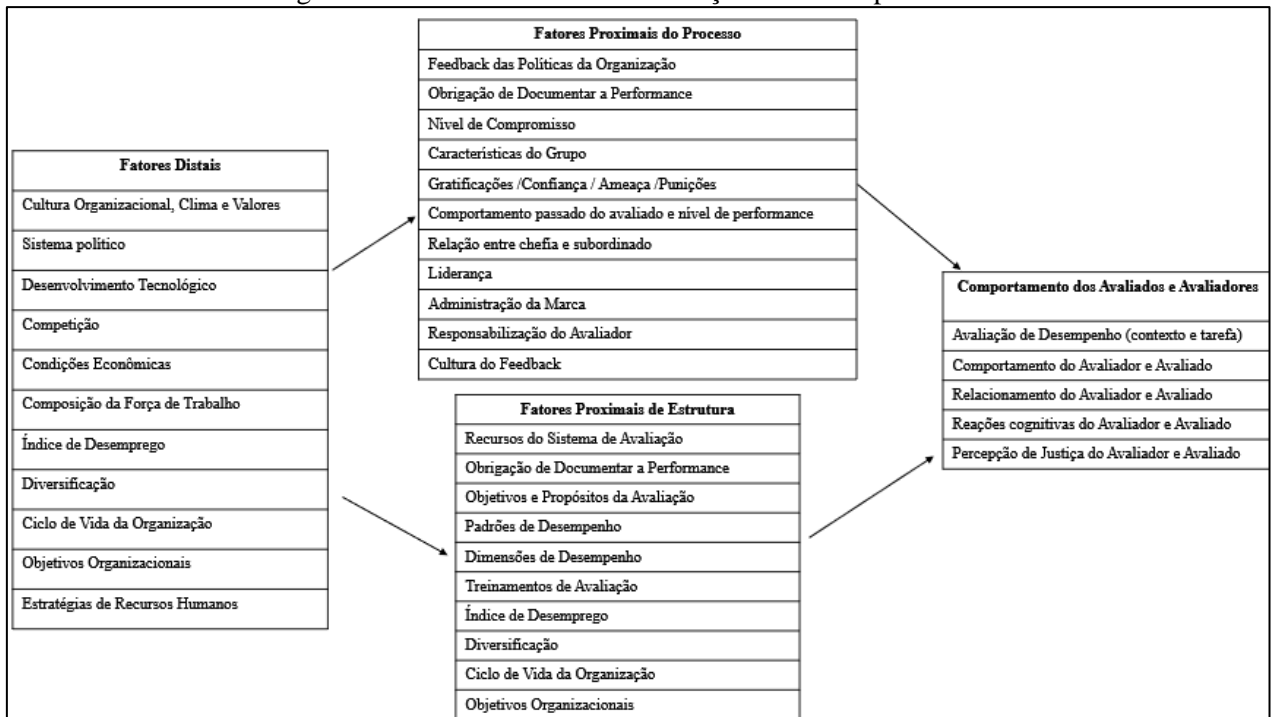 Fatores Proximais do Processo
Feedback das Políticas da Organização
Obrigação de Documentar a Performance
Nível de Compromisso
Características do Grupo
Gratificações /Confiança / Ameaça /Punições
Comportamento passado do avaliado e nível de performance
Relação entre chefia e subordinado
Liderança
Administração da Marca
Responsabilização do Avaliador
Cultura do Feedback
Fatores Distais
Cultura Organizacional, Clima e Valores
Sistema político
Desenvolvimento Tecnológico
Competição
Condições Econômicas
Composição da Força de Trabalho
Índice de Desemprego
Diversificação
Ciclo de Vida da Organização
Objetivos Organizacionais
Estratégias de Recursos Humanos
Fatores Proximais de Estrutura
Recursos do Sistema de Avaliação
Obrigação de Documentar a Performance
Objetivos e Propósitos da Avaliação
Padrões de Desempenho
Dimensões de Desempenho
Treinamentos de Avaliação
Índice de Desemprego
Diversificação
Ciclo de Vida da Organização
Objetivos Organizacionais
Comportamento dos Avaliados e Avaliadores
Avaliação de Desempenho (contexto e tarefa)
Comportamento do Avaliador e Avaliado
Relacionamento do Avaliador e Avaliado
Reações cognitivas do Avaliador e Avaliado
Percepção de Justiça do Avaliador e Avaliado